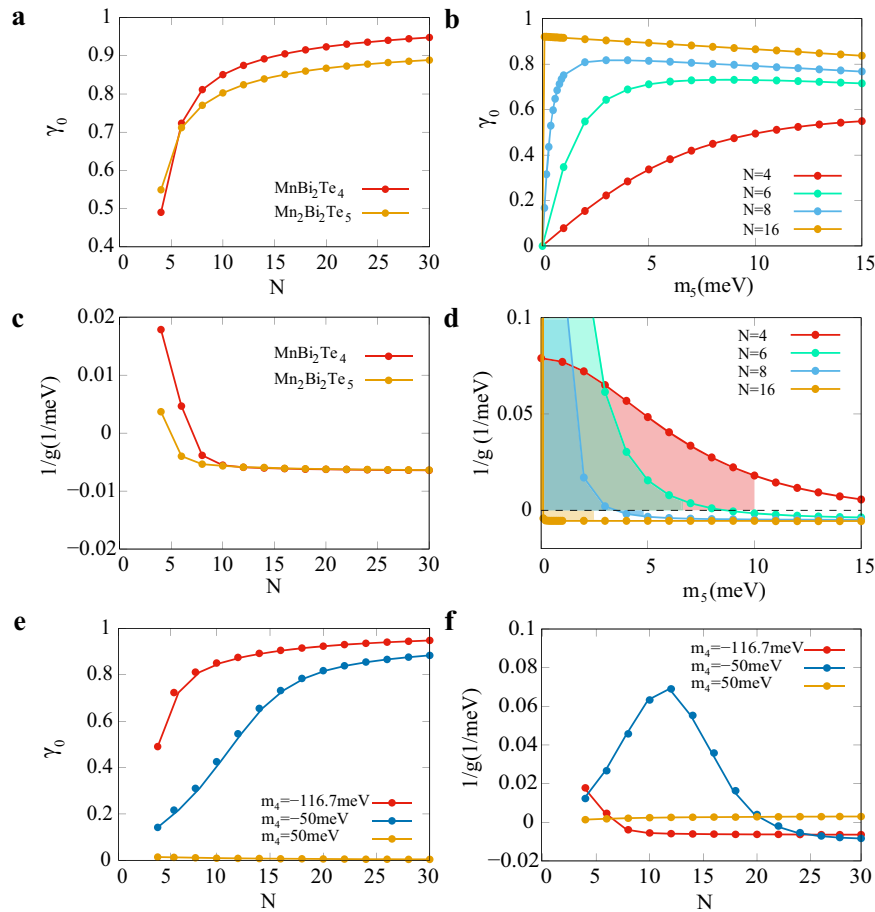 a
1
0.9
0.8
0.7
0.6
0.5
0.4
γ₀
MnBi₂Te₄
Mn₂Bi₂Te₅
0 5 10 15 20 25 30
N
b
1
0.8
0.6
0.4
0.2
0
γ₀
N=4
N=6
N=8
N=16
0 5 10 15
m₅(meV)
c
0.02
0.01
0
−0.01
−0.02
1/g(1/meV)
MnBi₂Te₄
Mn₂Bi₂Te₅
0 5 10 15 20 25 30
N
d
0.1
0.05
0
1/g (1/meV)
N=4
N=6
N=8
N=16
0 5 10 15
m₅(meV)
e
1
0.8
0.6
0.4
0.2
0
γ₀
m₄=−116.7meV
m₄=−50meV
m₄=50meV
0 5 10 15 20 25 30
N
f
0.1
0.08
0.06
0.04
0.02
0
−0.02
1/g(1/meV)
m₄=−116.7meV
m₄=−50meV
m₄=50meV
0 5 10 15 20 25 30
N